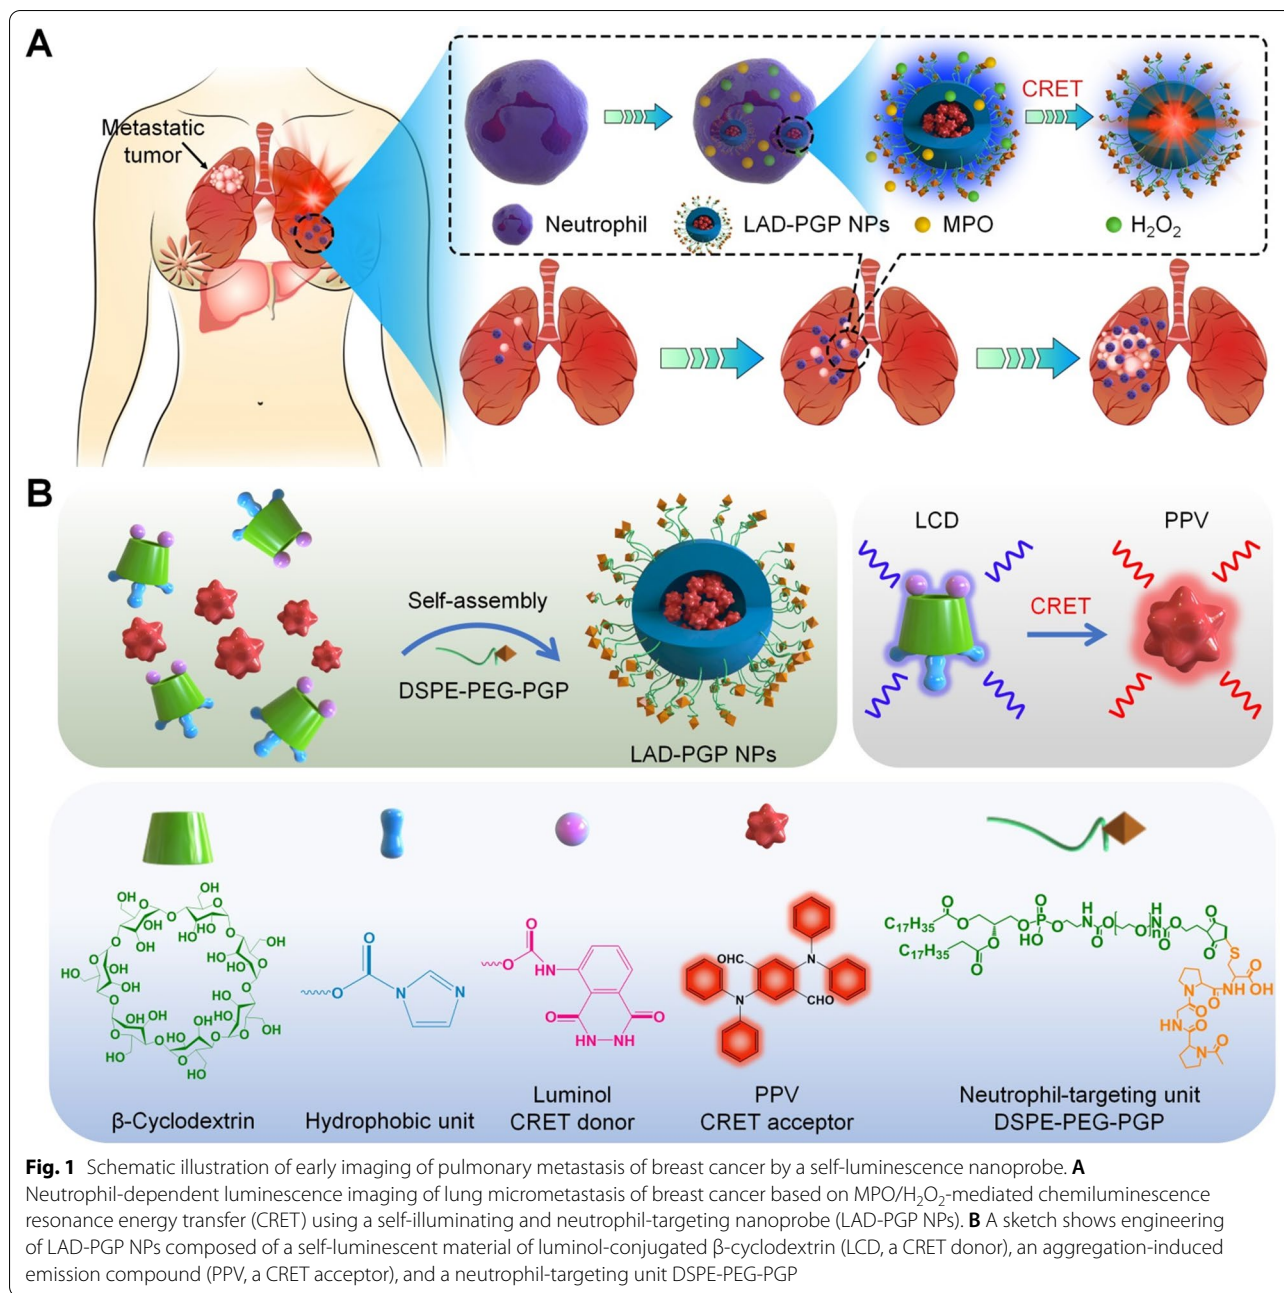 A
Metastatic
tumor
CRET
Neutrophil
LAD-PGP NPs
MPO
H₂O₂
B
Self-assembly
DSPE-PEG-PGP
LAD-PGP NPs
LCD
CRET
PPV
β-Cyclodextrin
Hydrophobic unit
Luminol
CRET donor
PPV
CRET acceptor
Neutrophil-targeting unit
DSPE-PEG-PGP
Fig. 1 Schematic illustration of early imaging of pulmonary metastasis of breast cancer by a self-luminescence nanoprobe. A
Neutrophil-dependent luminescence imaging of lung micrometastasis of breast cancer based on MPO/H₂O₂-mediated chemiluminescence
resonance energy transfer (CRET) using a self-illuminating and neutrophil-targeting nanoprobe (LAD-PGP NPs). B A sketch shows engineering
of LAD-PGP NPs composed of a self-luminescent material of luminol-conjugated β-cyclodextrin (LCD, a CRET donor), an aggregation-induced
emission compound (PPV, a CRET acceptor), and a neutrophil-targeting unit DSPE-PEG-PGP